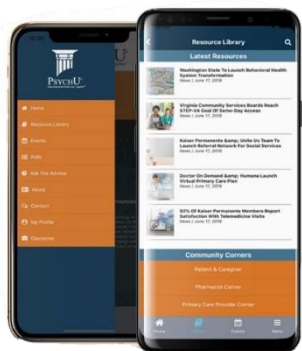 PSYCHU
Home
Resource Library
Events
Polls
Ask The Advice
About
Contact
My Profile
Disclaimer
U
Resource Library
Latest Resources
Washington State To Launch Behavioral Health
System Transformation
News | June 17, 2019
Virginia Community Services Boards Reach
STEP-VA Goal Of Same-Day Access
News | June 17, 2019
Kaiser Permanente &amp; Unite Us Team To
Launch Referral Network For Social Services
News | June 17, 2019
Doctor On Demand &amp; Humana Launch
Virtual Primary Care Plan
News | June 17, 2019
92% Of Kaiser Permanente Members Report
Satisfaction With Telemedicine Visits
News | June 17, 2019
Community Corners
Patient & Caregiver
Pharmacist Corner
Primary Care Provider Corner
Home
Events
Menu